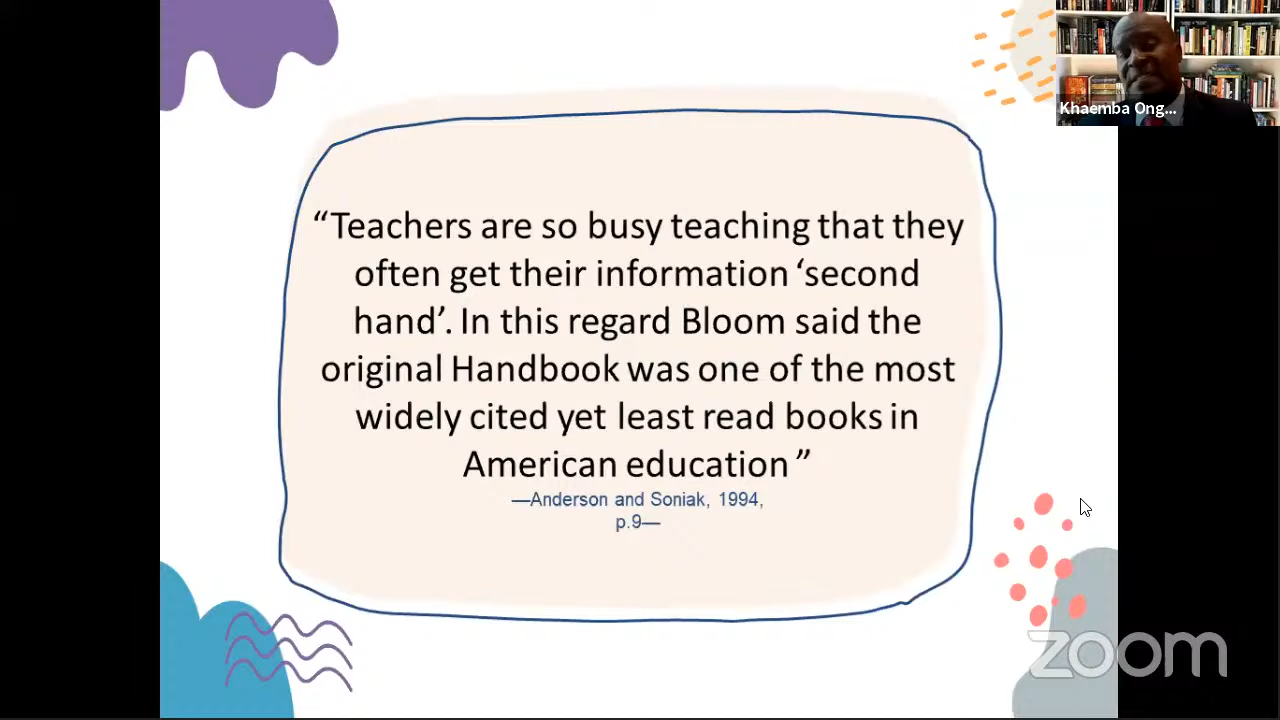 Khaemba Ong...
“Teachers are so busy teaching that they
often get their information ‘second
hand’. In this regard Bloom said the
original Handbook was one of the most
widely cited yet least read books in
American education ”
—Anderson and Soniak, 1994,
p.9—
zoom